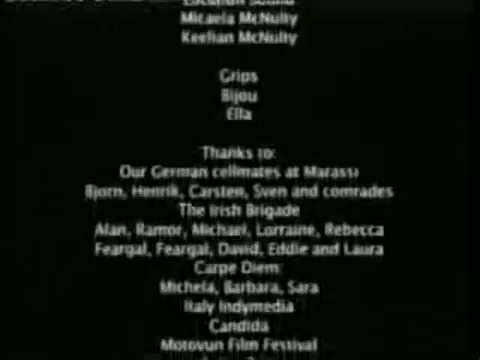 Location Sound
Micaela McNulty
Keelian McNulty
Grips
Bijou
Ella
Thanks to:
Our German cellmates at Marassi
Bjorn, Henrik, Carsten, Sven and comrades
The Irish Brigade
Alan, Ramor, Michael, Lorraine, Rebecca
Feargal, Feargal, David, Eddie and Laura
Carpe Diem:
Michela, Barbara, Sara
Italy Indymedia
Candida
Motovun Film Festival